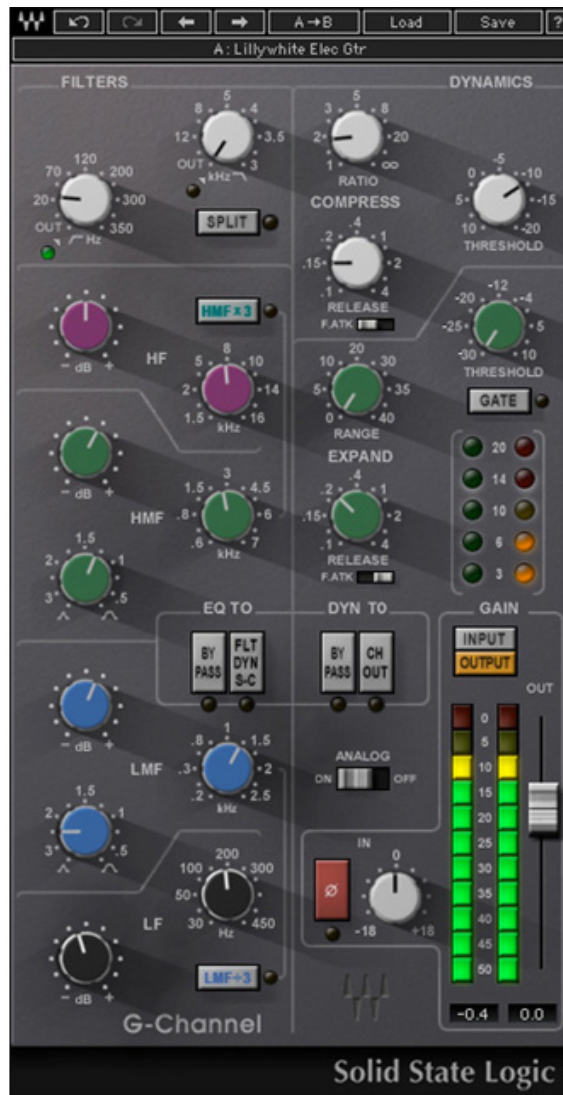 A→B Load Save ?
A: Lillywhite Elec Gtr
FILTERS
DYNAMICS
OUT 20 70 120 200 300 350 Hz
OUT 12 8 5 4 3.5 3 kHz
SPLIT
1 2 3 5 8 20 ∞
RATIO
COMPRESS
10 5 0 -5 -10 -15 -20
THRESHOLD
.1 .15 .2 .4 1 2 4
RELEASE
F.ATK
- dB +
HF
HMF x 3
1.5 2 5 8 10 14 16
kHz
-30 -25 -20 -12 -4 5 10
THRESHOLD
GATE
0 5 10 20 30 35 40
RANGE
EXPAND
- dB +
HMF
.6 .8 1.5 3 4.5 6 7
kHz
.1 .15 .2 .4 1 2 4
RELEASE
F.ATK
20
14
10
6
3
3 2 1.5 1 .5
EQ TO
BY PASS
FLT DYN S-C
DYN TO
BY PASS
CH OUT
GAIN
INPUT
OUTPUT
OUT
- dB +
LMF
.2 .3 .8 1 1.5 2 2.5
kHz
ANALOG
ON OFF
0
5
10
15
20
25
30
35
40
45
50
3 2 1.5 1 .5
LF
30 50 100 200 300 450
Hz
IN
ø
-18 0 +18
- dB +
LMF÷3
-0.4 0.0
G-Channel
Solid State Logic